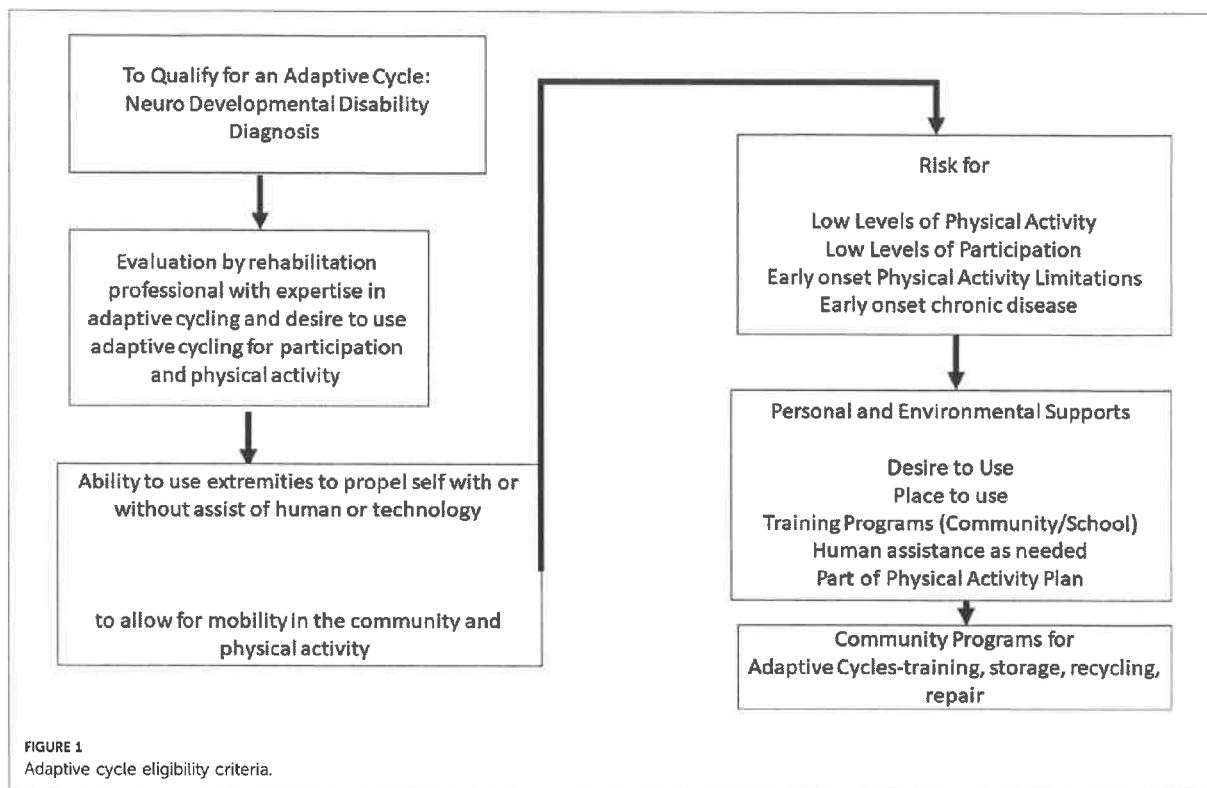 To Qualify for an Adaptive Cycle:
Neuro Developmental Disability
Diagnosis
Evaluation by rehabilitation
professional with expertise in
adaptive cycling and desire to use
adaptive cycling for participation
and physical activity
Ability to use extremities to propel self with or
without assist of human or technology
to allow for mobility in the community and
physical activity
Risk for
Low Levels of Physical Activity
Low Levels of Participation
Early onset Physical Activity Limitations
Early onset chronic disease
Personal and Environmental Supports
Desire to Use
Place to use
Training Programs (Community/School)
Human assistance as needed
Part of Physical Activity Plan
Community Programs for
Adaptive Cycles-training, storage, recycling,
repair
FIGURE 1
Adaptive cycle eligibility criteria.